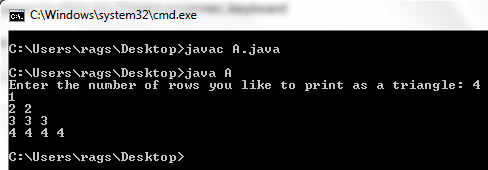 C:\Windows\system32\cmd.exe
C:\Users\rags\Desktop>javac A.java
C:\Users\rags\Desktop>java A
Enter the number of rows you like to print as a triangle: 4
1
2 2
3 3 3
4 4 4 4
C:\Users\rags\Desktop>